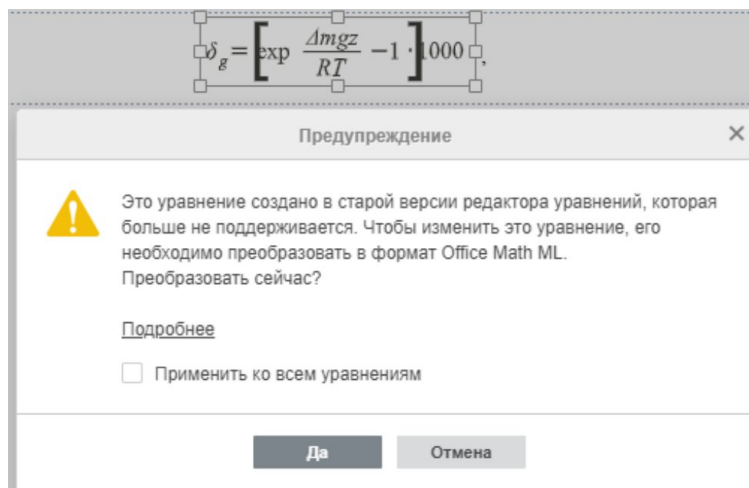 δg = [exp Δmgz/RT −1 ·]1000 ,
Предупреждение
Это уравнение создано в старой версии редактора уравнений, которая
больше не поддерживается. Чтобы изменить это уравнение, его
необходимо преобразовать в формат Office Math ML.
Преобразовать сейчас?
Подробнее
Применить ко всем уравнениям
Да Отмена